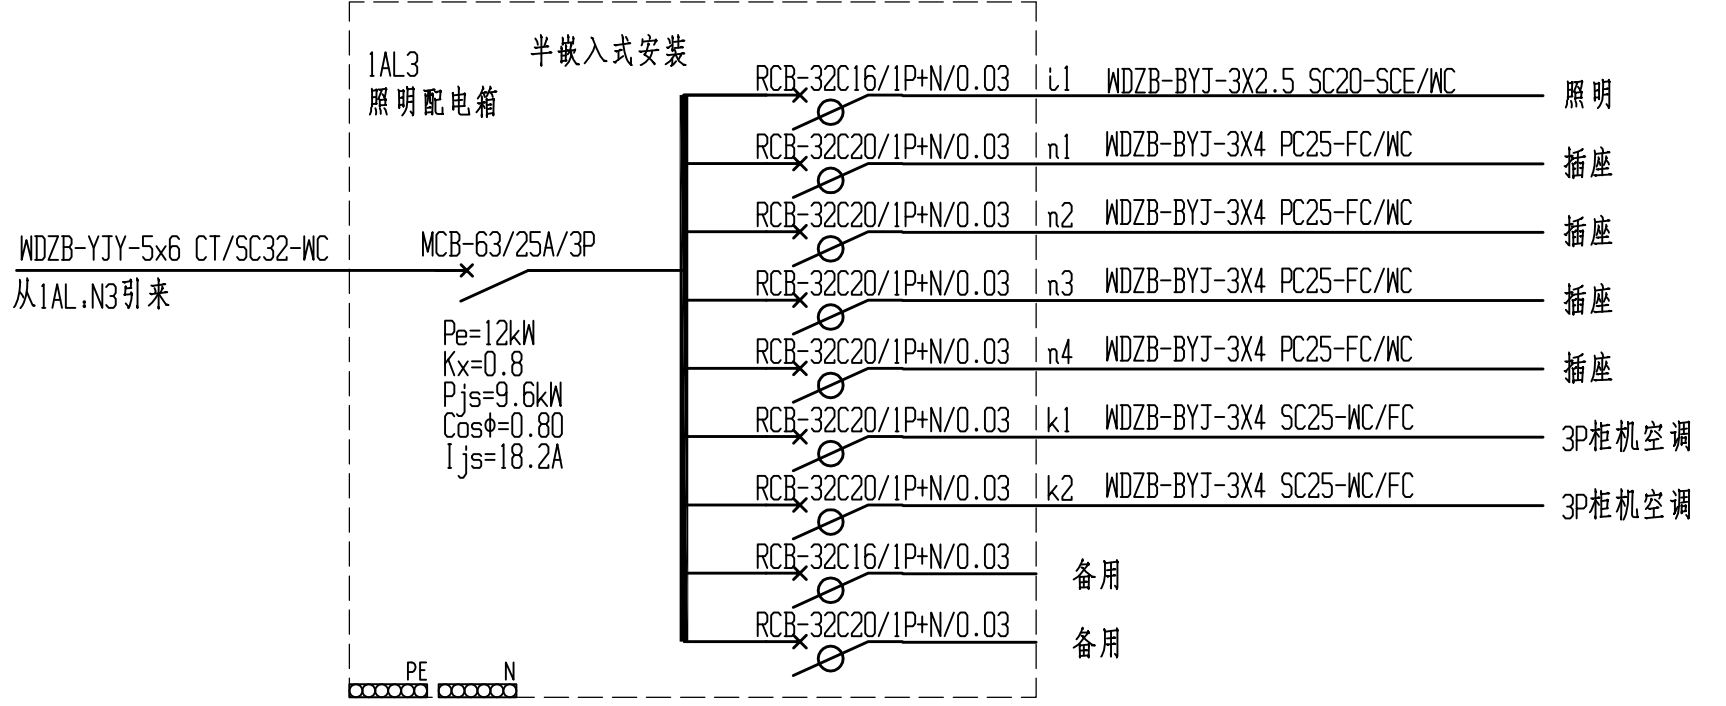 半嵌入式安装
1AL3
照明配电箱
WDZB-YJY-5x6 CT/SC32-WC
从1AL:N3引来
MCB-63/25A/3P
Pe=12kW
Kx=0.8
Pjs=9.6kW
Cosφ=0.80
Ijs=18.2A
RCB-32C16/1P+N/0.03 i1 WDZB-BYJ-3X2.5 SC20-SCE/WC 照明
RCB-32C20/1P+N/0.03 n1 WDZB-BYJ-3X4 PC25-FC/WC 插座
RCB-32C20/1P+N/0.03 n2 WDZB-BYJ-3X4 PC25-FC/WC 插座
RCB-32C20/1P+N/0.03 n3 WDZB-BYJ-3X4 PC25-FC/WC 插座
RCB-32C20/1P+N/0.03 n4 WDZB-BYJ-3X4 PC25-FC/WC 插座
RCB-32C20/1P+N/0.03 k1 WDZB-BYJ-3X4 SC25-WC/FC 3P柜机空调
RCB-32C20/1P+N/0.03 k2 WDZB-BYJ-3X4 SC25-WC/FC 3P柜机空调
RCB-32C16/1P+N/0.03 备用
RCB-32C20/1P+N/0.03 备用
PE N